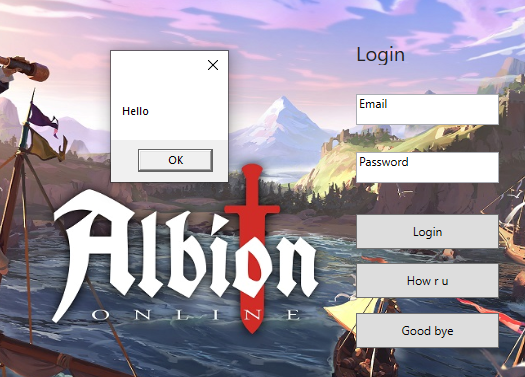 Login
Hello
OK
Email
Password
Login
How r u
Good bye
Albion
ONLINE